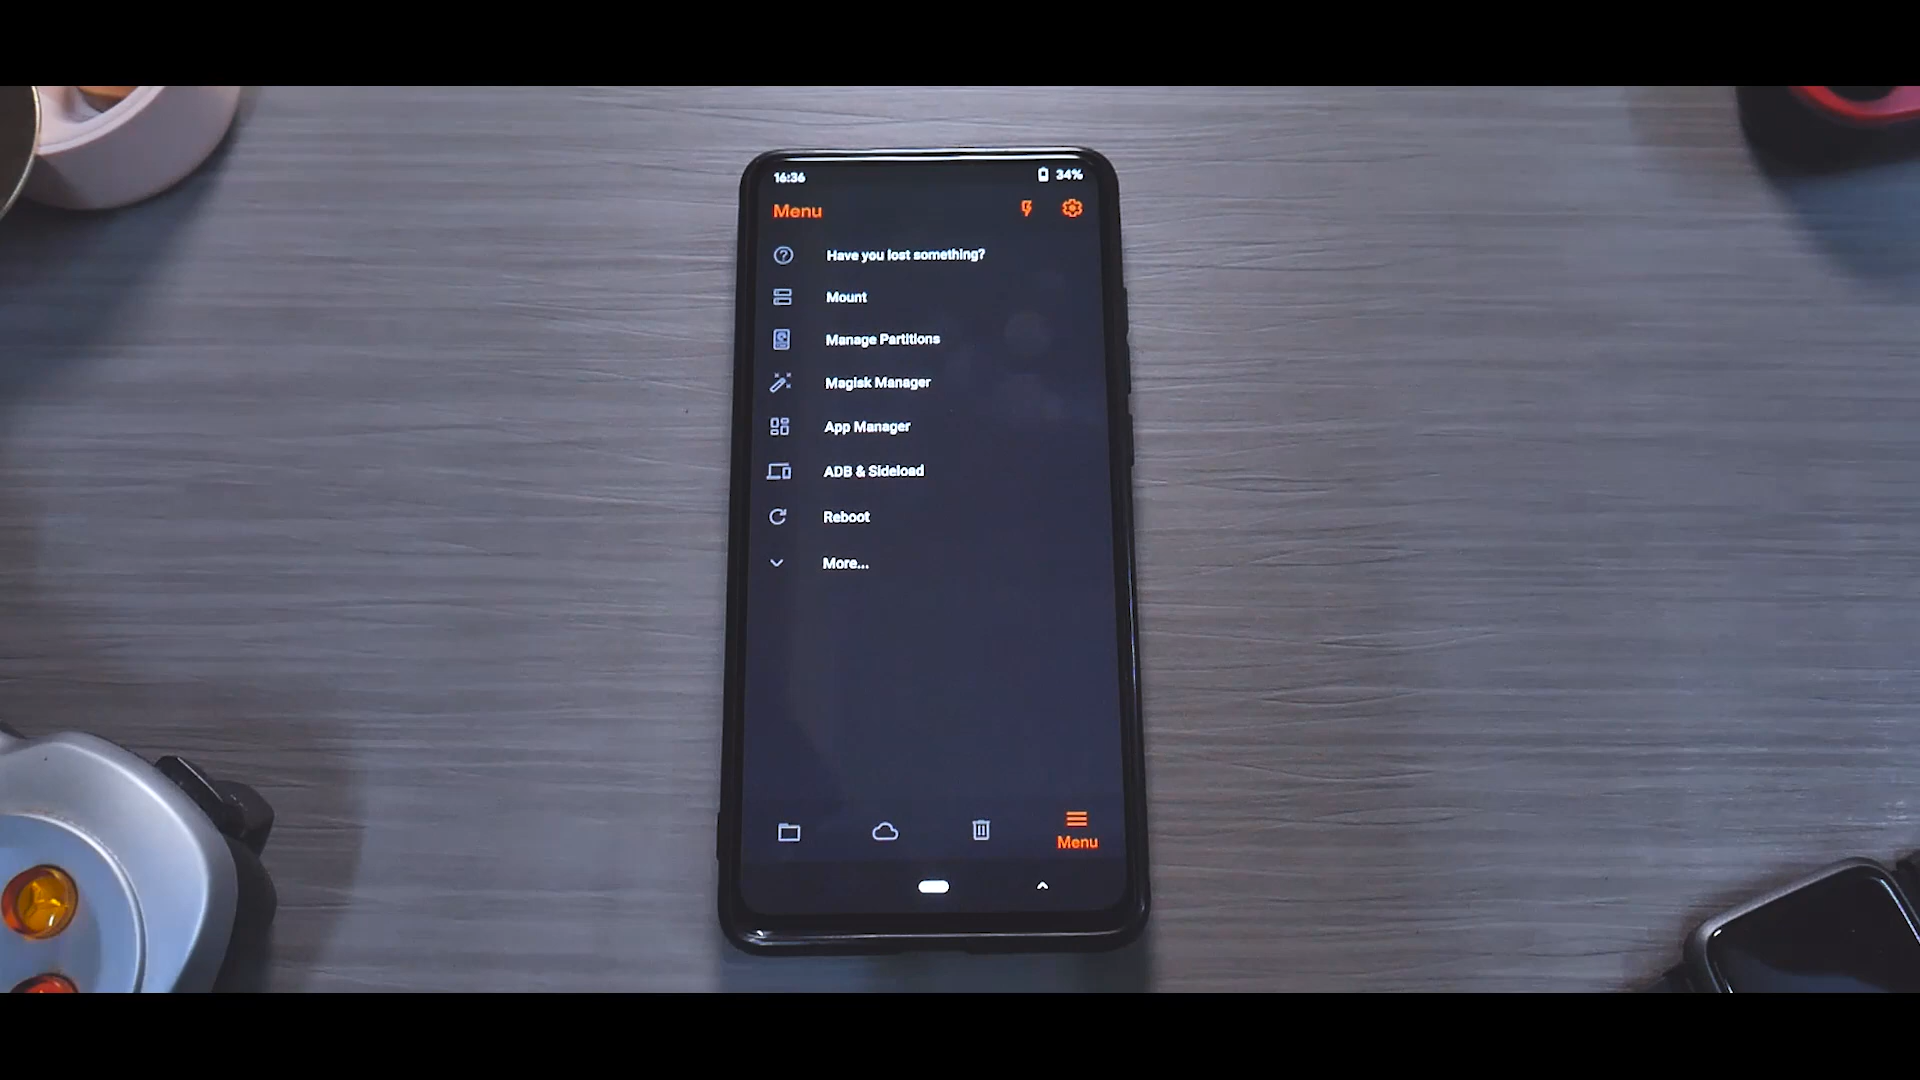 16:36
34%
Menu
Have you lost something?
Mount
Manage Partitions
Magisk Manager
App Manager
ADB & Sideload
Reboot
More...
Menu